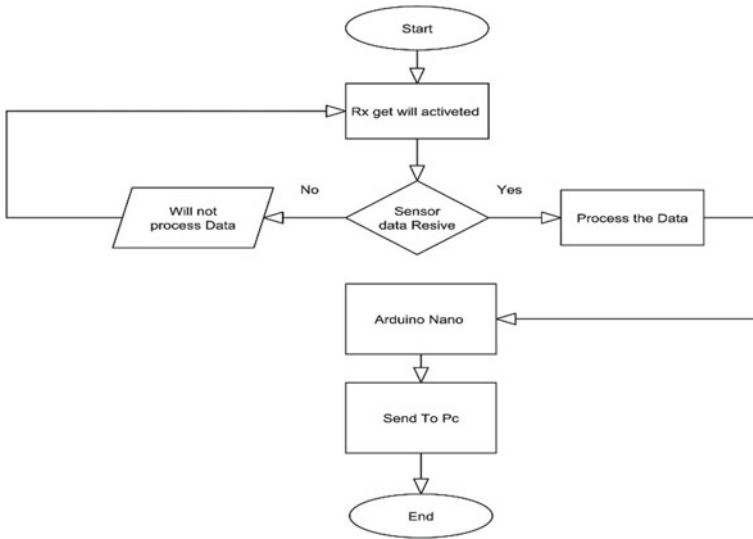 Start
Rx get will activeted
No
Yes
Will not
process Data
Sensor
data Resive
Process the Data
Arduino Nano
Send To Pc
End